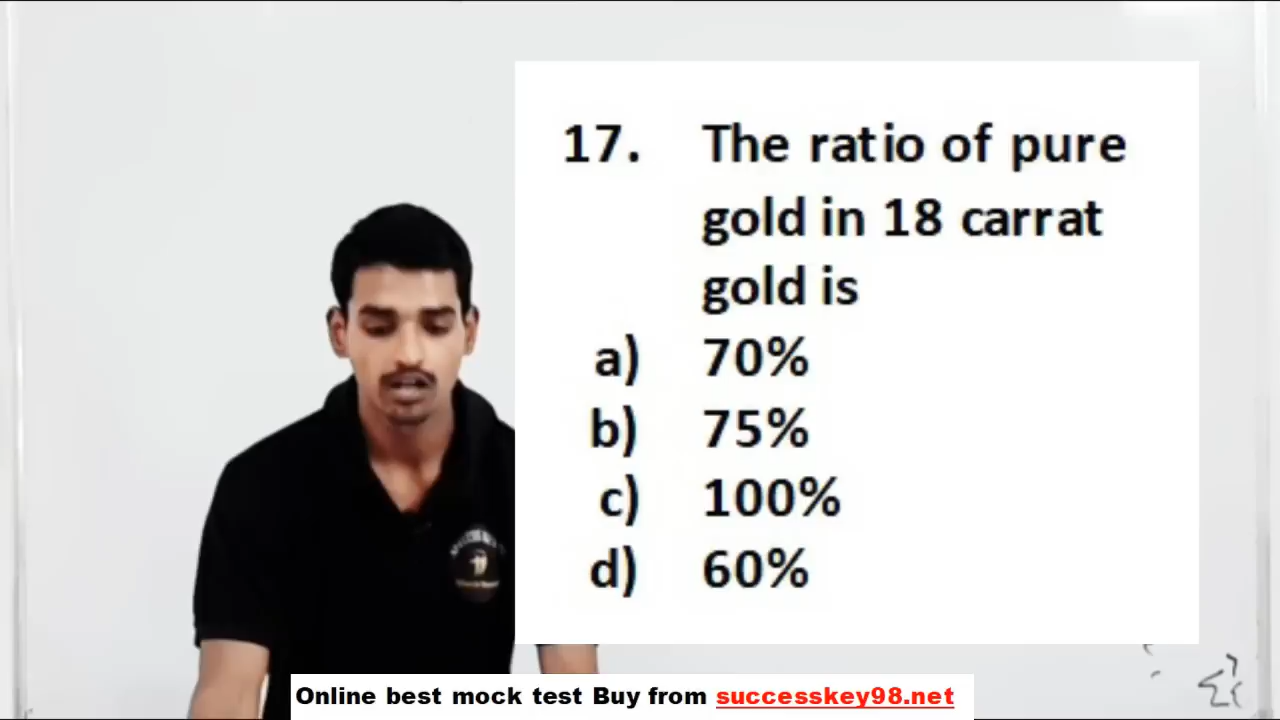 17. The ratio of pure
gold in 18 carrat
gold is
a) 70%
b) 75%
c) 100%
d) 60%
Online best mock test Buy from successkey98.net